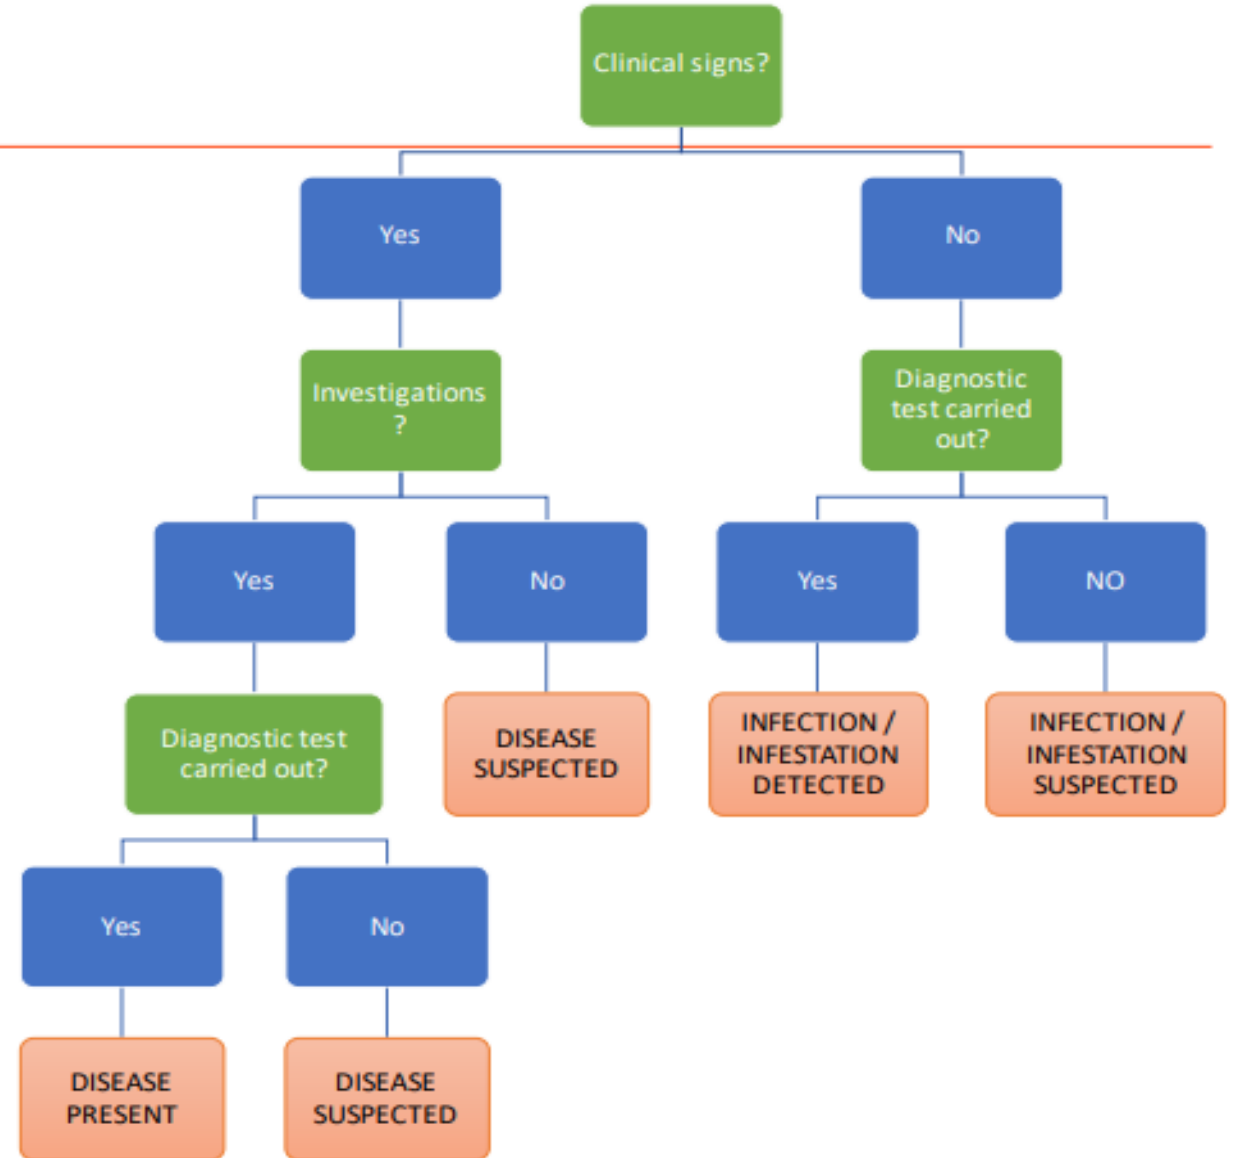 Clinical signs?
Yes
No
Investigations
?
Diagnostic
test carried
out?
Yes
No
Yes
NO
Diagnostic test
carried out?
DISEASE
SUSPECTED
INFECTION /
INFESTATION
DETECTED
INFECTION /
INFESTATION
SUSPECTED
Yes
No
DISEASE
PRESENT
DISEASE
SUSPECTED